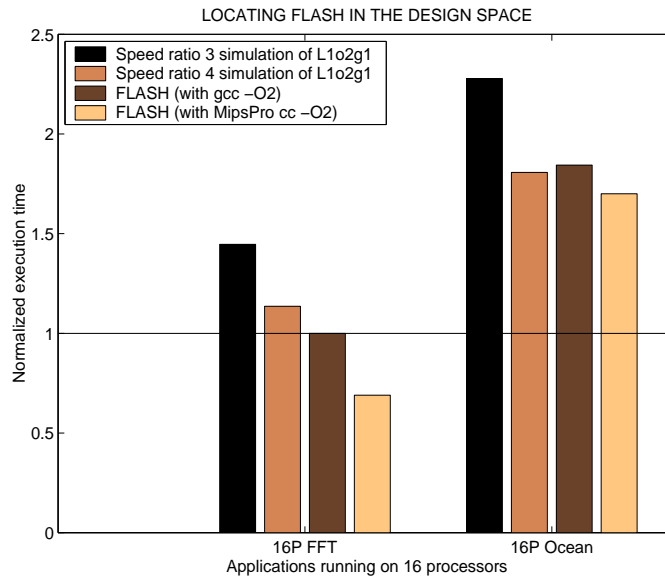 LOCATING FLASH IN THE DESIGN SPACE
2.5
Speed ratio 3 simulation of L1o2g1
Speed ratio 4 simulation of L1o2g1
FLASH (with gcc −O2)
FLASH (with MipsPro cc −O2)
2
1.5
1
0.5
0
Normalized execution time
16P FFT
16P Ocean
Applications running on 16 processors